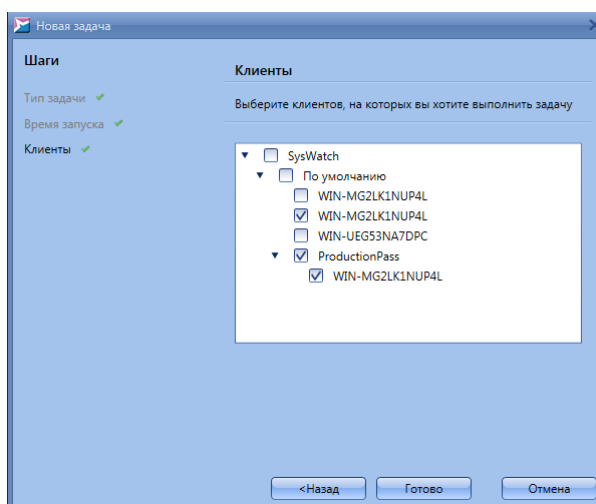 Новая задача
Шаги
Тип задачи
Время запуска
Клиенты
Клиенты
Выберите клиентов, на которых вы хотите выполнить задачу
SysWatch
По умолчанию
WIN-MG2LK1NUP4L
WIN-MG2LK1NUP4L
WIN-UEG53NA7DPC
ProductionPass
WIN-MG2LK1NUP4L
<Назад
Готово
Отмена